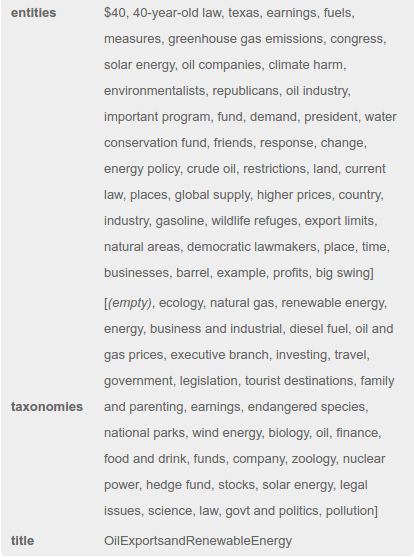 entities $40, 40-year-old law, texas, earnings, fuels,
measures, greenhouse gas emissions, congress,
solar energy, oil companies, climate harm,
environmentalists, republicans, oil industry,
important program, fund, demand, president, water
conservation fund, friends, response, change,
energy policy, crude oil, restrictions, land, current
law, places, global supply, higher prices, country,
industry, gasoline, wildlife refuges, export limits,
natural areas, democratic lawmakers, place, time,
businesses, barrel, example, profits, big swing]
[(empty), ecology, natural gas, renewable energy,
energy, business and industrial, diesel fuel, oil and
gas prices, executive branch, investing, travel,
government, legislation, tourist destinations, family
taxonomies and parenting, earnings, endangered species,
national parks, wind energy, biology, oil, finance,
food and drink, funds, company, zoology, nuclear
power, hedge fund, stocks, solar energy, legal
issues, science, law, govt and politics, pollution]
title OilExportsandRenewableEnergy